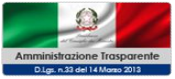 Amministrazione Trasparente
D.Lgs. n.33 del 14 Marzo 2013